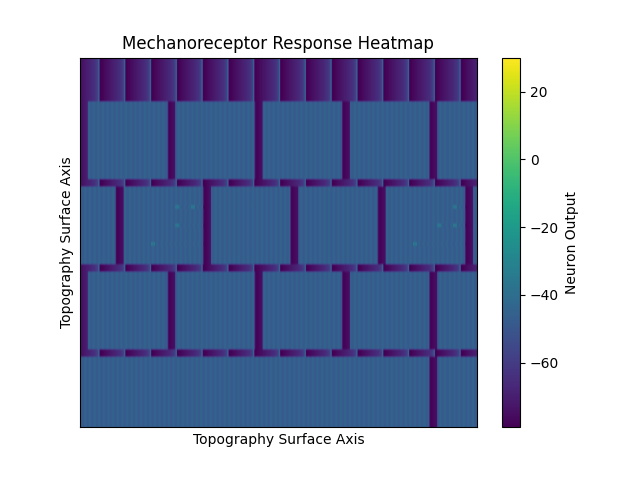 Mechanoreceptor Response Heatmap
Topography Surface Axis
Topography Surface Axis
20
0
−20
−40
−60
Neuron Output